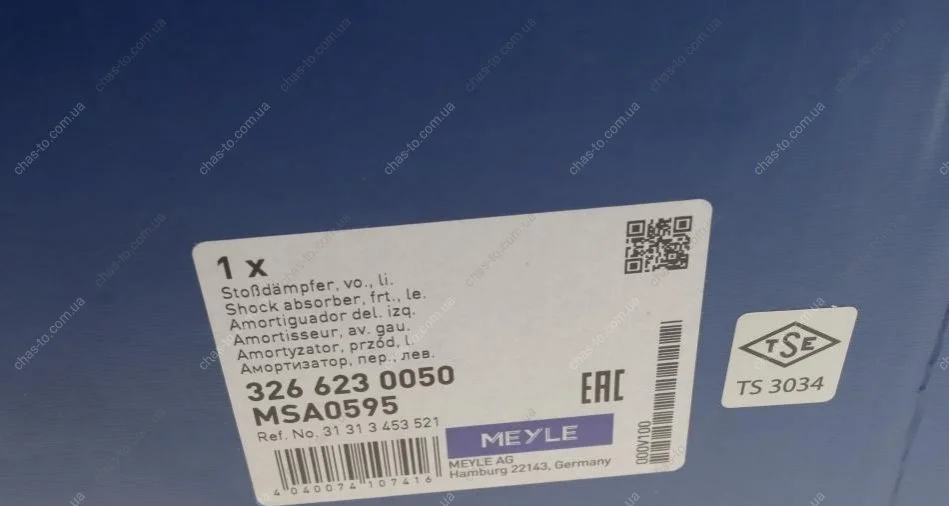 1 x
Stoßdämpfer, vo., li.
Shock absorber, frt., le.
Amortiguador del. izq.
Amortisseur, av. gau.
Amortyzator, przód, l.
Амортизатор, пер., лев.
326 623 0050
MSA0595
Ref. No. 31 31 3 453 521
4 040074 107416
EAC
MEYLE
MEYLE AG
Hamburg 22143, Germany
000V100
TSE
TS 3034
chas-to.com.ua